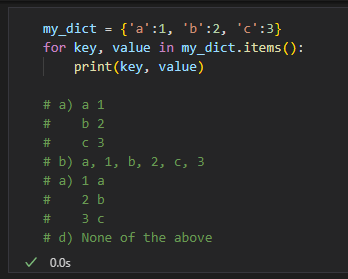 my_dict = {'a':1, 'b':2, 'c':3}
for key, value in my_dict.items():
    print(key, value)

# a) a 1
#    b 2
#    c 3
# b) a, 1, b, 2, c, 3
# a) 1 a
#    2 b
#    3 c
# d) None of the above
0.0s